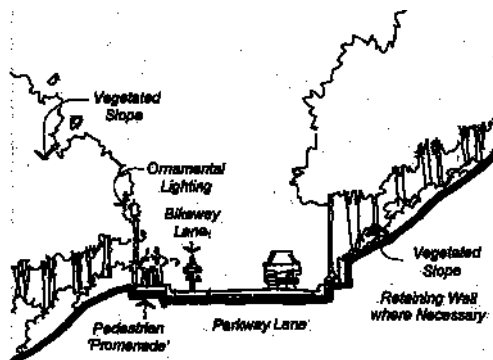 Vegetated
Slope
Ornamental
Lighting
Bikeway
Lane
Vegetated
Slope
Pedestrian
'Promenade'
Parkway Lane
Retaining Wall
where Necessary